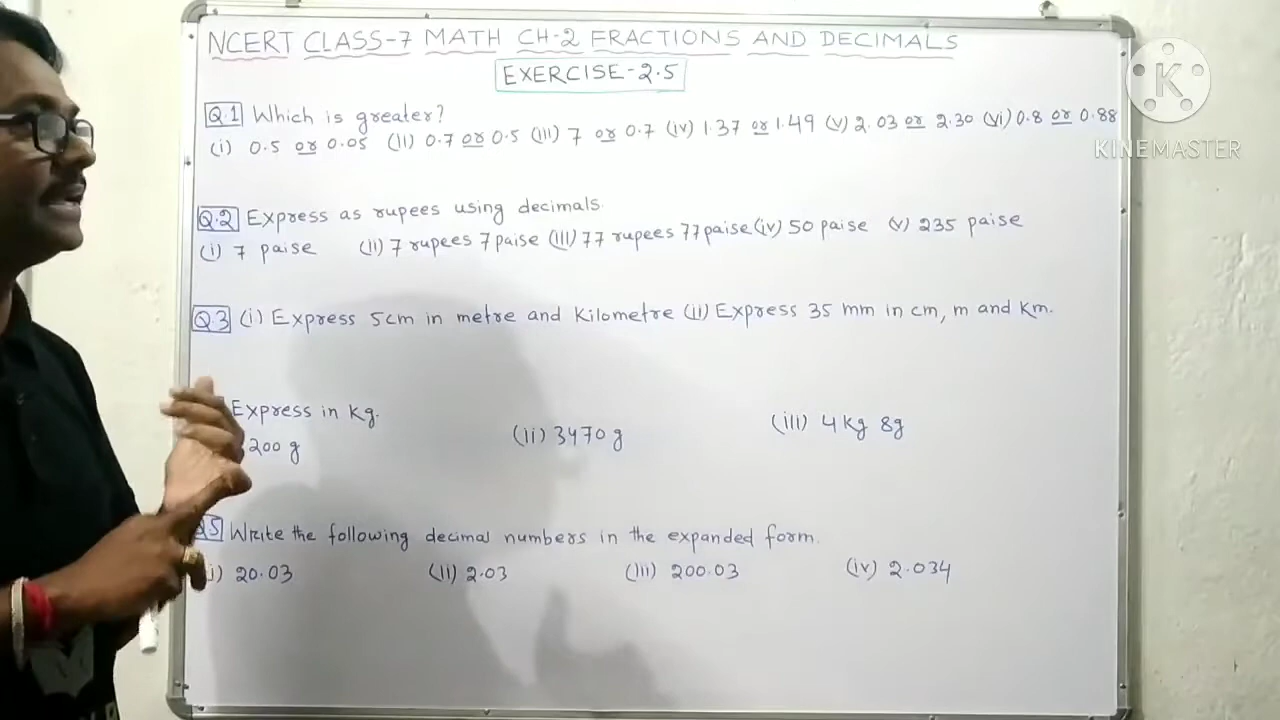 NCERT CLASS-7 MATH CH-2 FRACTIONS AND DECIMALS
EXERCISE-2.5
K
KINEMASTER
Q.1 Which is greater?
(i) 0.5 or 0.05 (II) 0.7 or 0.5 (III) 7 or 0.7 (iv) 1.37 or 1.49 (v) 2.03 or 2.30 (vi) 0.8 or 0.88
Q.2 Express as rupees using decimals.
(i) 7 paise (II) 7 rupees 7 paise (III) 77 rupees 77 paise (iv) 50 paise (v) 235 paise
Q.3 (i) Express 5cm in metre and Kilometre (ii) Express 35 mm in cm, m and Km.
Express in Kg.
200 g (ii) 3470 g (iii) 4 Kg 8g
Q5 Write the following decimal numbers in the expanded form.
i) 20.03 (II) 2.03 (III) 200.03 (iv) 2.034